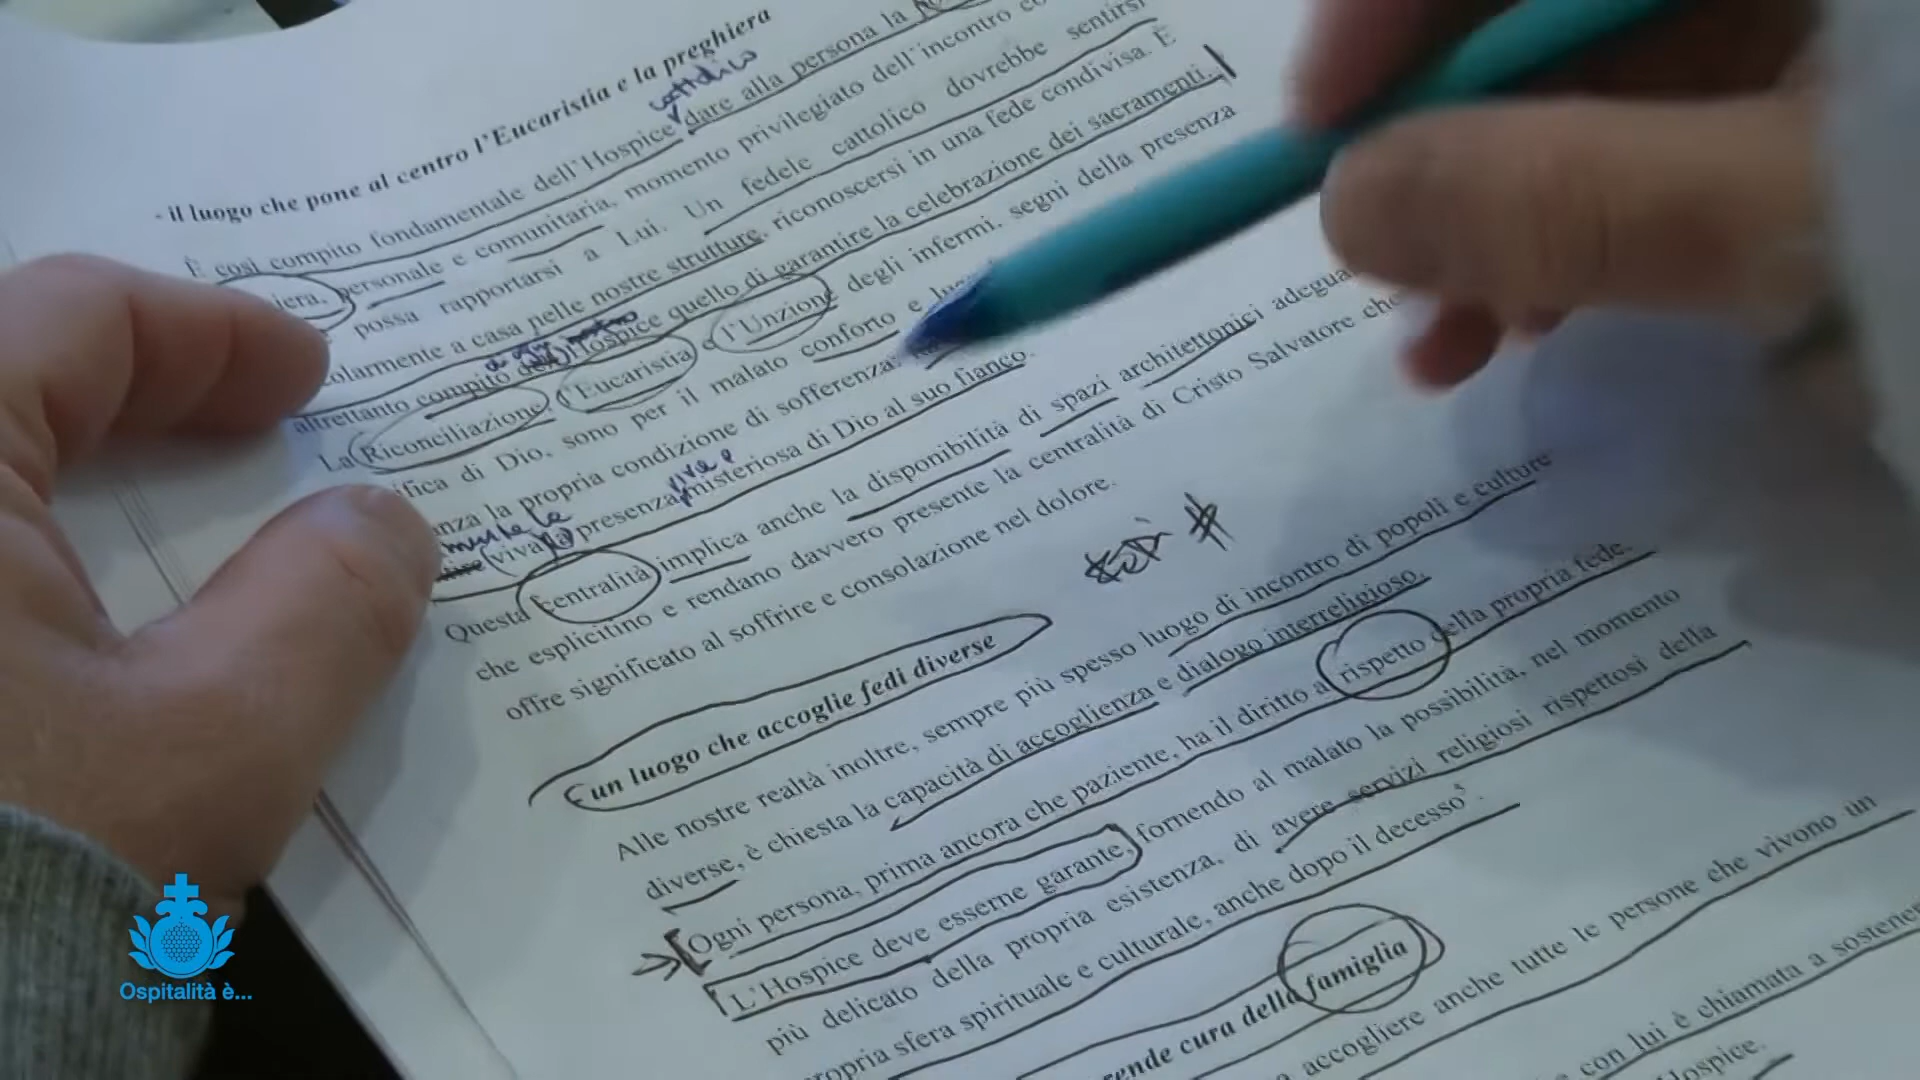 - il luogo che pone al centro l'Eucaristia e la preghiera
cattolico
È così compito fondamentale dell'Hospice dare alla persona la
iera, personale e comunitaria, momento privilegiato dell'incontro
possa rapportarsi a Lui. Un fedele cattolico dovrebbe sentirsi
colarmente a casa nelle nostre strutture, riconoscersi in una fede condivisa. È
altrettanto compito dell'Hospice quello di garantire la celebrazione dei sacramenti.
La Riconciliazione, l'Eucaristia e l'Unzione degli infermi, segni della presenza
ifica di Dio, sono per il malato conforto e
anza la propria condizione di sofferenza:
viva la presenza misteriosa di Dio al suo fianco.
Questa centralità implica anche la disponibilità di spazi architettonici
che esplicitino e rendano davvero presente la centralità di Cristo Salvatore che
offre significato al soffrire e consolazione nel dolore.
- un luogo che accoglie fedi diverse
Alle nostre realtà inoltre, sempre più spesso luogo di incontro di popoli e culture
diverse, è chiesta la capacità di accoglienza e dialogo interreligioso.
Ogni persona, prima ancora che paziente, ha il diritto al rispetto della propria fede.
L'Hospice deve esserne garante, fornendo al malato la possibilità, nel momento
più delicato della propria esistenza, di avere servizi religiosi rispettosi della
propria sfera spirituale e culturale, anche dopo il decesso⁵.
rende cura della famiglia
accogliere anche tutte le persone che vivono un
con lui è chiamata a sostenere
Hospice.
Ospitalità è...